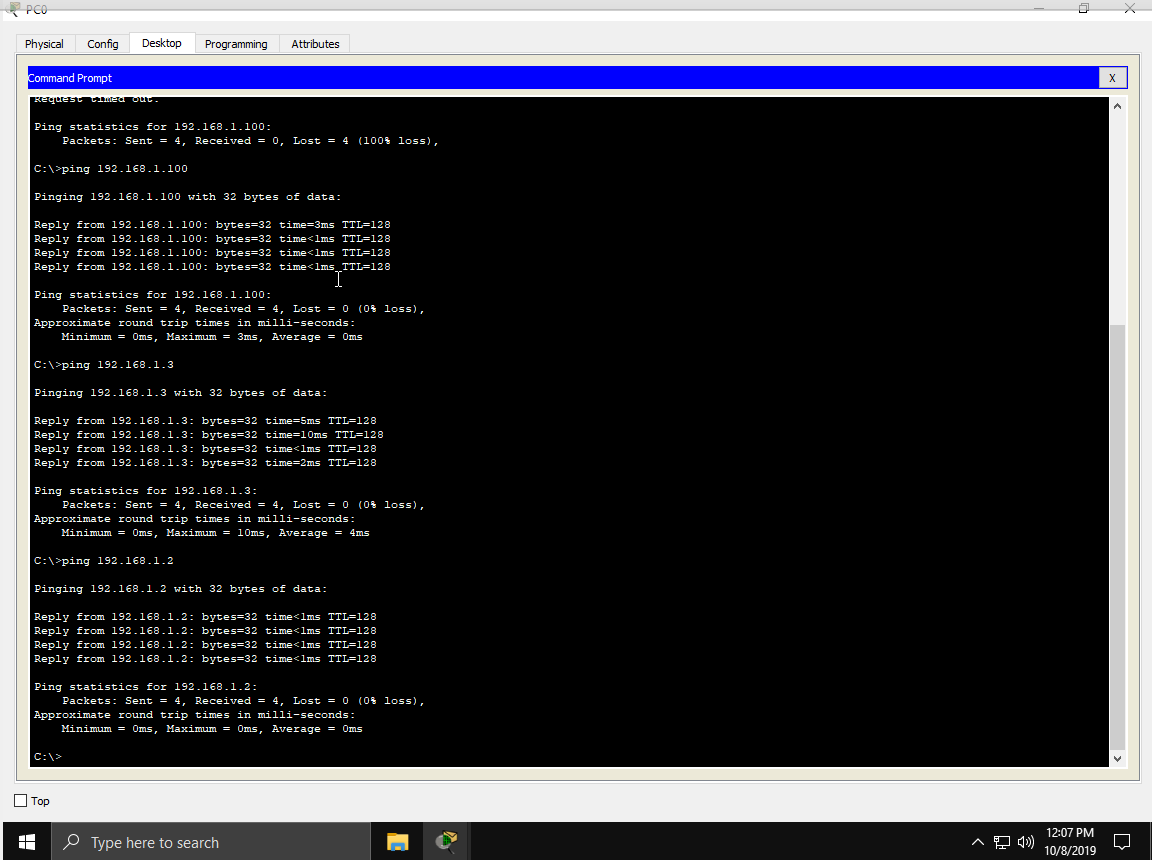 PC0
Physical Config Desktop Programming Attributes
Command Prompt X
Request timed out.
Ping statistics for 192.168.1.100:
Packets: Sent = 4, Received = 0, Lost = 4 (100% loss),
C:\>ping 192.168.1.100
Pinging 192.168.1.100 with 32 bytes of data:
Reply from 192.168.1.100: bytes=32 time=3ms TTL=128
Reply from 192.168.1.100: bytes=32 time<1ms TTL=128
Reply from 192.168.1.100: bytes=32 time<1ms TTL=128
Reply from 192.168.1.100: bytes=32 time<1ms TTL=128
Ping statistics for 192.168.1.100:
Packets: Sent = 4, Received = 4, Lost = 0 (0% loss),
Approximate round trip times in milli-seconds:
Minimum = 0ms, Maximum = 3ms, Average = 0ms
C:\>ping 192.168.1.3
Pinging 192.168.1.3 with 32 bytes of data:
Reply from 192.168.1.3: bytes=32 time=5ms TTL=128
Reply from 192.168.1.3: bytes=32 time=10ms TTL=128
Reply from 192.168.1.3: bytes=32 time<1ms TTL=128
Reply from 192.168.1.3: bytes=32 time=2ms TTL=128
Ping statistics for 192.168.1.3:
Packets: Sent = 4, Received = 4, Lost = 0 (0% loss),
Approximate round trip times in milli-seconds:
Minimum = 0ms, Maximum = 10ms, Average = 4ms
C:\>ping 192.168.1.2
Pinging 192.168.1.2 with 32 bytes of data:
Reply from 192.168.1.2: bytes=32 time<1ms TTL=128
Reply from 192.168.1.2: bytes=32 time<1ms TTL=128
Reply from 192.168.1.2: bytes=32 time<1ms TTL=128
Reply from 192.168.1.2: bytes=32 time<1ms TTL=128
Ping statistics for 192.168.1.2:
Packets: Sent = 4, Received = 4, Lost = 0 (0% loss),
Approximate round trip times in milli-seconds:
Minimum = 0ms, Maximum = 0ms, Average = 0ms
C:\>
Top
Type here to search
12:07 PM
10/8/2019